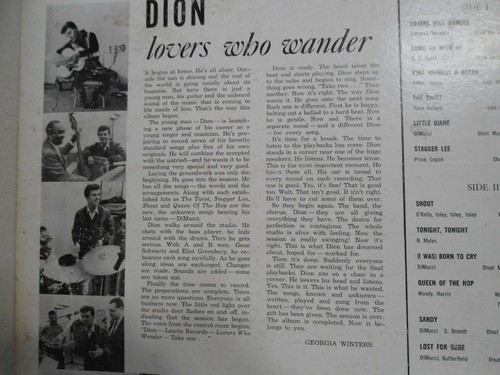 DION
lovers who wander
It begins at home. He's all alone. Out-
side the sun is shining and the rest of
the world is going noisily about its
business. But here there is just a
young man, his guitar and the unheard
sound of the music that is coming to
life inside of him. That's the way this
album began.
The young man — Dion — is launch-
ing a new phase of his career as a
young singer and musician. He's pre-
paring to record seven of his favorite
standard songs plus five of his own
originals. He will combine the accepted
with the untried—and he wants it to be
something very special and very good.
Laying the groundwork was only the
beginning. He goes into the session. He
has all the songs — the words and the
arrangements. Along with such estab-
lished hits as The Twist, Stagger Lee,
Shout and Queen Of The Hop are the
new, the unknown songs bearing his
last name — DiMucci.
Dion walks around the studio. He
chats with the bass player, he kids
around with the drums. Then he gets
serious. With A and R men, Gene
Schwartz and Eliot Greenberg, he re-
hearses each song carefully. As he goes
along ideas are exchanged. Changes
are made. Sounds are added — some
are taken out.
Finally the time comes to record.
The preparations are complete. There
are no more questions. Everyone is all
business now. The little red light over
the studio door flashes on and off, in-
dicating that the session has begun.
The voice from the control room begins,
"Dion — Laurie Records — Lovers Who
Wander — Take one . . ."
Dion is ready. The band takes the
beat and starts playing. Dion steps up
to the mike and begins to sing. Some-
thing goes wrong. "Take two . . ." Then
another. Now it's right. The way Dion
wants it. He goes onto the next song.
Each one is different. First he is happy,
belting out a ballad to a hard beat. Now
he is gentle. Now sad. There is a
separate mood — and a different Dion
— for every song.
It's time for a break. The time to
listen to the playbacks has come. Dion
stands in a corner near one of the huge
speakers. He listens. He becomes tense.
This is the most important moment. He
hears them all. His ear is tuned to
every sound on each recording. That
one is good. Yes, it's fine! That is good
too. Wait. That isn't good. It isn't right.
He'll have to cut some of them over.
So they begin again. The band, the
chorus, Dion — they are all giving
everything they have. The desire for
perfection is contagious. The whole
studio is alive with feeling. Now the
session is really swinging! Now it's
right. This is what Dion has dreamed
about, hoped for — worked for.
Then it's done. Suddenly everyone
is still. They are waiting for the final
playbacks. Dion sits on a chair in a
corner. He lowers his head and listens.
Yes. This is it. This is what he wanted.
The songs, known and unknown —
written, played and sung from the
heart — they've been done now. The
gift has been given. The session is over.
The album is completed. Now it be-
longs to you.
GEORGIA WINTERS
SIDE I
LOVERS WHO WANDER
COME GO WITH ME
KING WITHOUT A QUEEN
THE TWIST
LITTLE DIANE
DiMucci
STAGGER LEE
Price, Logan
SIDE II
SHOUT
O'Kelly, Isley, Isley, Isley
TONIGHT, TONIGHT
B. Myles
(I WAS) BORN TO CRY
DiMucci
QUEEN OF THE HOP
Woody, Harris
SANDY
DiMucci S. Brandt
LOST FOR SURE
DiMucci, Butterfield